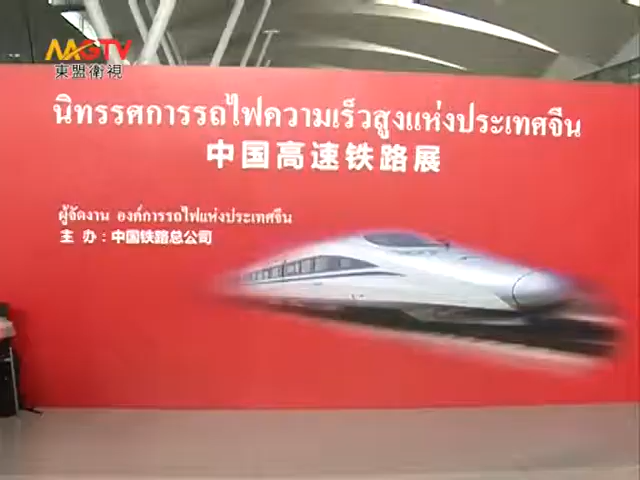 NAGTV
東盟衛視
นิทรรศการรถไฟความเร็วสูงแห่งประเทศจีน
中国高速铁路展
ผู้จัดงาน องค์การรถไฟแห่งประเทศจีน
主 办：中国铁路总公司